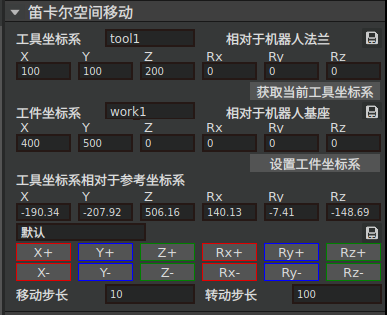 笛卡尔空间移动
工具坐标系 tool1 相对于机器人法兰
X Y Z Rx Ry Rz
100 100 200 0 0 0
获取当前工具坐标系
工件坐标系 work1 相对于机器人基座
X Y Z Rx Ry Rz
400 500 0 0 0 0
设置工件坐标系
工具坐标系相对于参考坐标系
X Y Z Rx Ry Rz
-190.34 -207.92 506.16 140.13 -7.41 -148.69
默认
X+ Y+ Z+ Rx+ Ry+ Rz+
X- Y- Z- Rx- Ry- Rz-
移动步长 10 转动步长 100